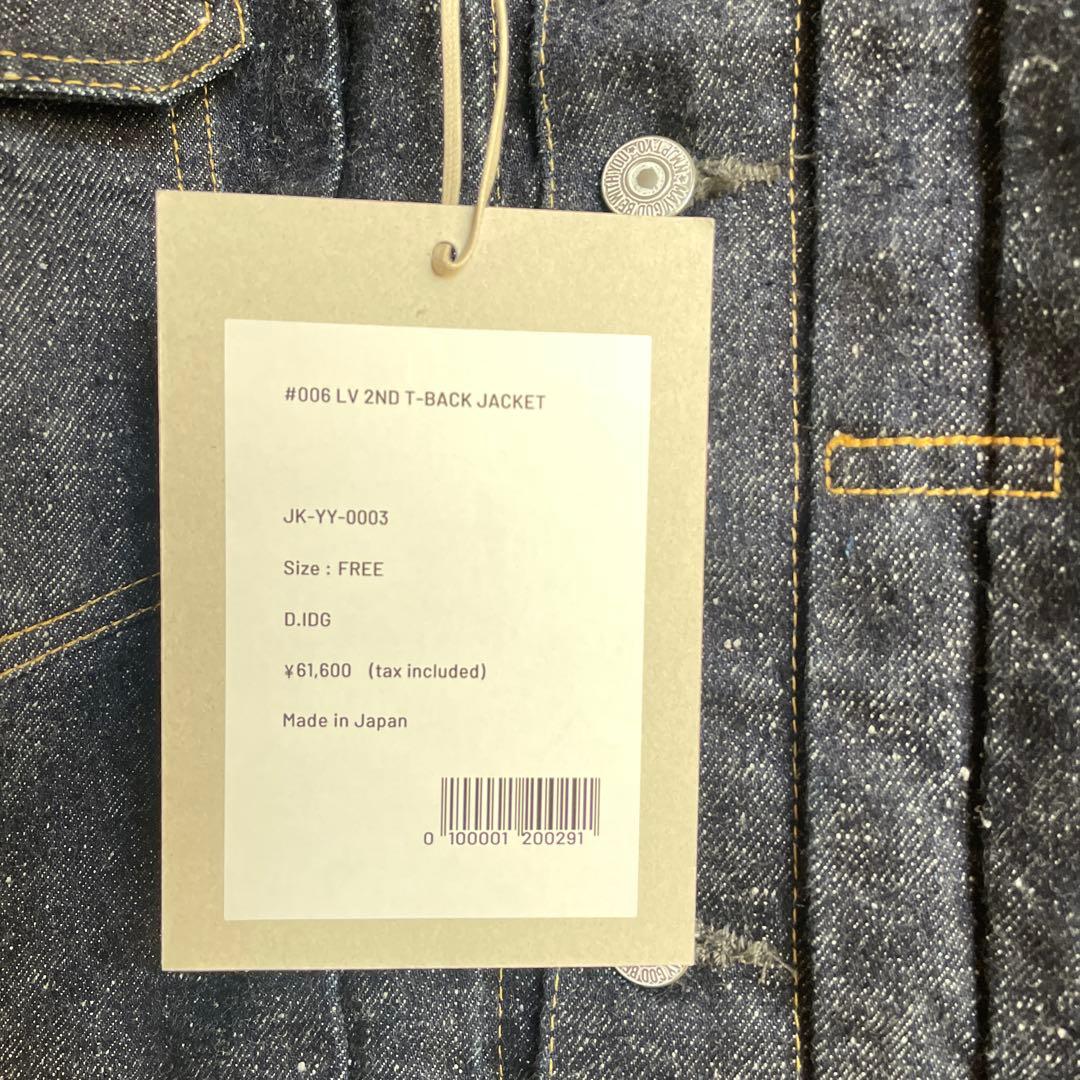 #006 LV 2ND T-BACK JACKET
JK-YY-0003
Size : FREE
D.IDG
¥61,600 (tax included)
Made in Japan
0 100001 200291